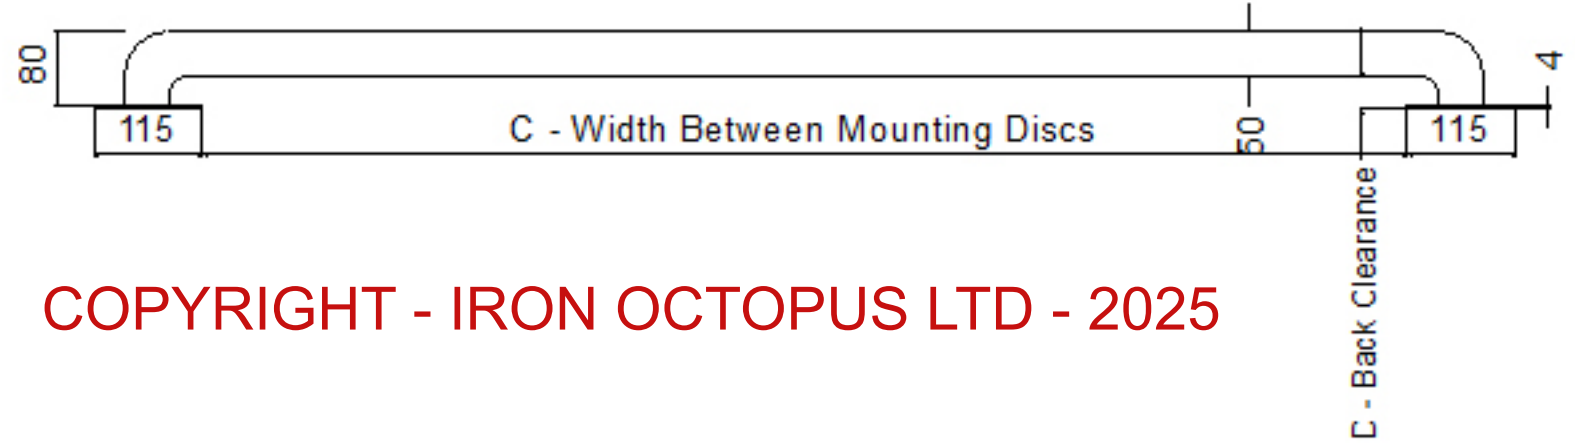 80
4
115
C - Width Between Mounting Discs
50
115
C - Back Clearance
COPYRIGHT - IRON OCTOPUS LTD - 2025